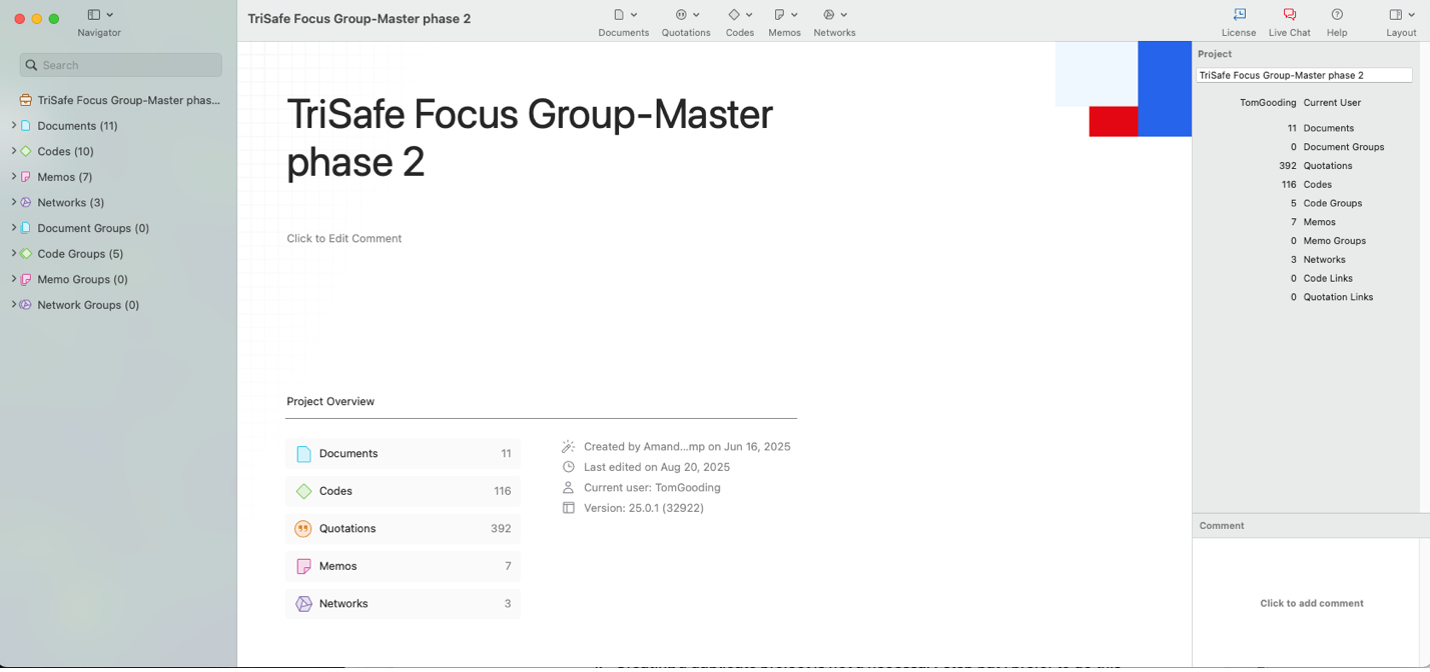 TriSafe Focus Group-Master phase 2
Navigator
Documents
Quotations
Codes
Memos
Networks
License
Live Chat
Help
Layout
Search
TriSafe Focus Group-Master phas...
Documents (11)
Codes (10)
Memos (7)
Networks (3)
Document Groups (0)
Code Groups (5)
Memo Groups (0)
Network Groups (0)
TriSafe Focus Group-Master
phase 2
Click to Edit Comment
Project Overview
Documents 11
Codes 116
Quotations 392
Memos 7
Networks 3
Created by Amand...mp on Jun 16, 2025
Last edited on Aug 20, 2025
Current user: TomGooding
Version: 25.0.1 (32922)
Project
TriSafe Focus Group-Master phase 2
TomGooding Current User
11 Documents
0 Document Groups
392 Quotations
116 Codes
5 Code Groups
7 Memos
0 Memo Groups
3 Networks
0 Code Links
0 Quotation Links
Comment
Click to add comment